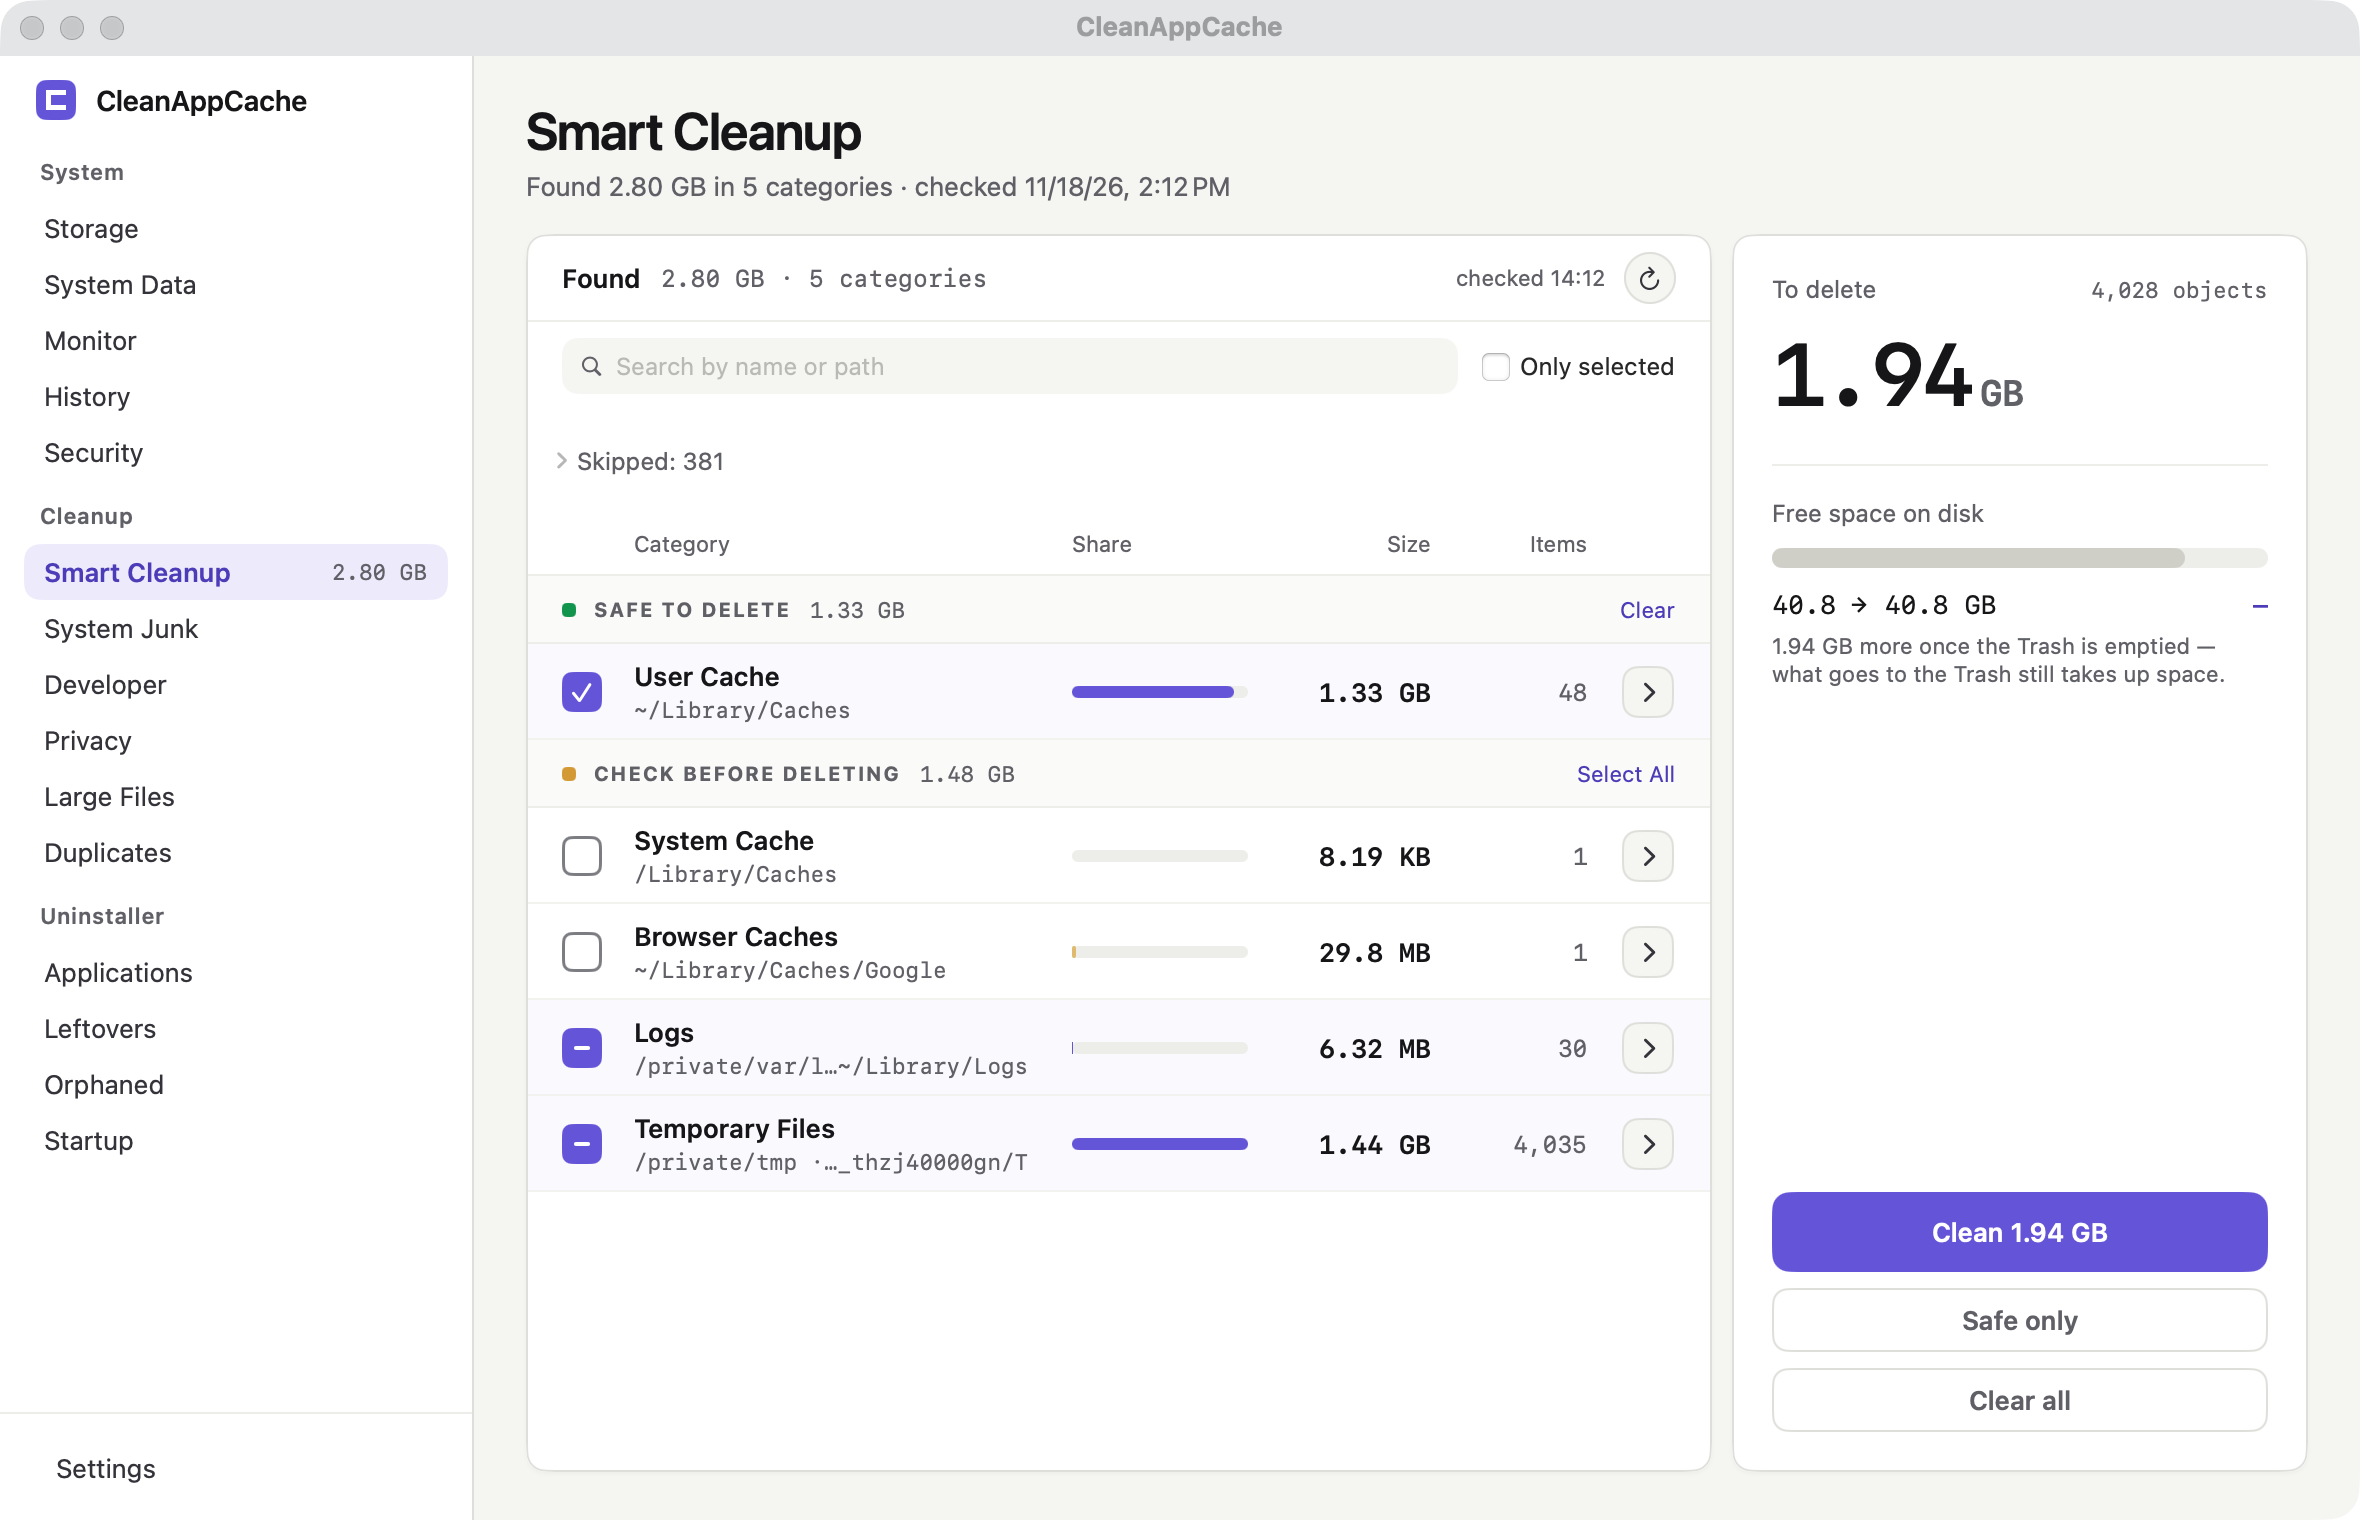 CleanAppCache
CleanAppCache
System
Storage
System Data
Monitor
History
Security
Cleanup
Smart Cleanup 2.80 GB
System Junk
Developer
Privacy
Large Files
Duplicates
Uninstaller
Applications
Leftovers
Orphaned
Startup
Settings
Smart Cleanup
Found 2.80 GB in 5 categories · checked 11/18/26, 2:12 PM
Found 2.80 GB · 5 categories checked 14:12
Search by name or path Only selected
Skipped: 381
Category Share Size Items
SAFE TO DELETE 1.33 GB Clear
User Cache 1.33 GB 48
~/Library/Caches
CHECK BEFORE DELETING 1.48 GB Select All
System Cache 8.19 KB 1
/Library/Caches
Browser Caches 29.8 MB 1
~/Library/Caches/Google
Logs 6.32 MB 30
/private/var/l…~/Library/Logs
Temporary Files 1.44 GB 4,035
/private/tmp ·…_thzj40000gn/T
To delete 4,028 objects
1.94 GB
Free space on disk
40.8 → 40.8 GB –
1.94 GB more once the Trash is emptied —
what goes to the Trash still takes up space.
Clean 1.94 GB
Safe only
Clear all